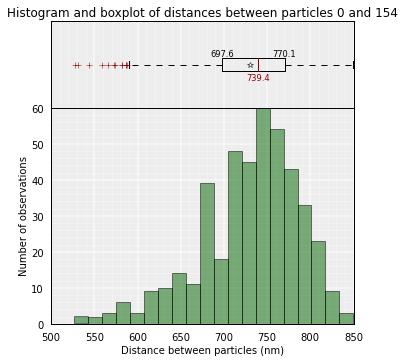 Histogram and boxplot of distances between particles 0 and 154
697.6 770.1
739.4
60
50
40
30
20
10
0
Number of observations
500 550 600 650 700 750 800 850
Distance between particles (nm)